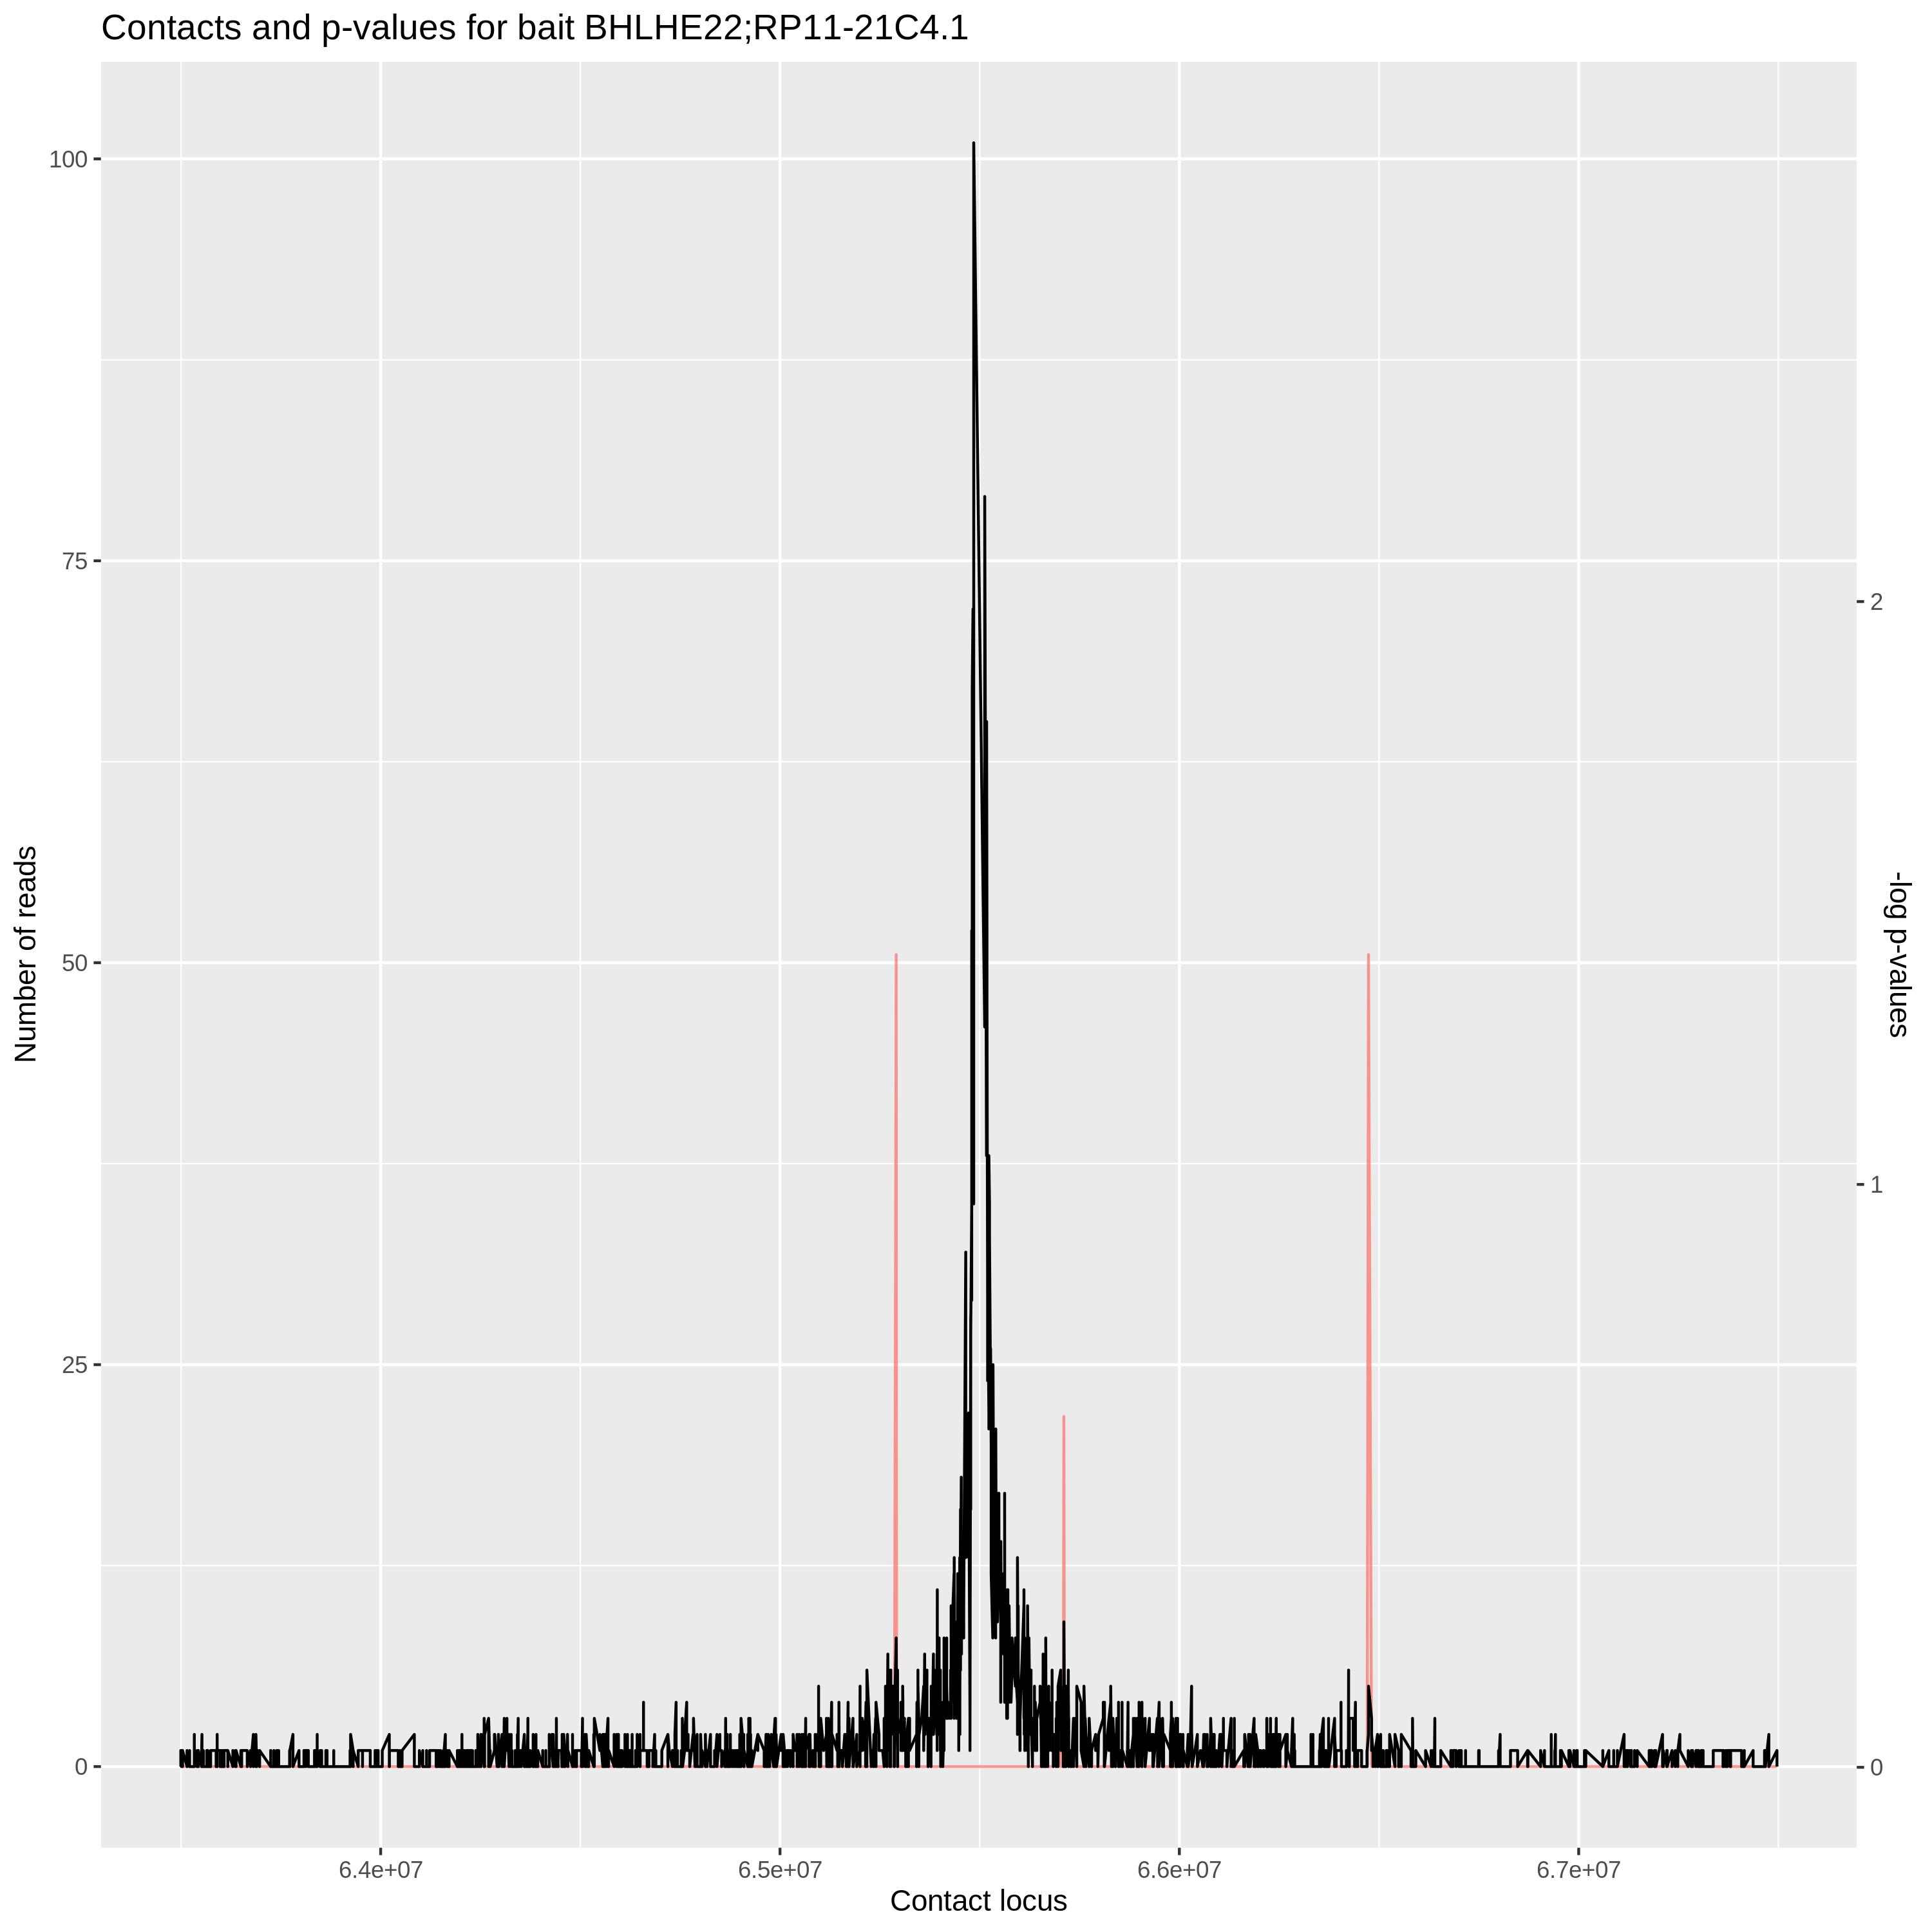 Contacts and p-values for bait BHLHE22;RP11-21C4.1
100
75
50
25
0
Number of reads
2
1
0
-log p-values
6.4e+07
6.5e+07
6.6e+07
6.7e+07
Contact locus